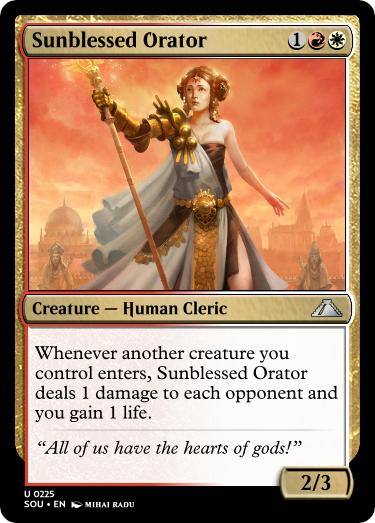 Sunblessed Orator 1
Creature — Human Cleric
Whenever another creature you
control enters, Sunblessed Orator
deals 1 damage to each opponent and
you gain 1 life.
“All of us have the hearts of gods!”
2/3
U 0225
SOU • EN MIHAI RADU